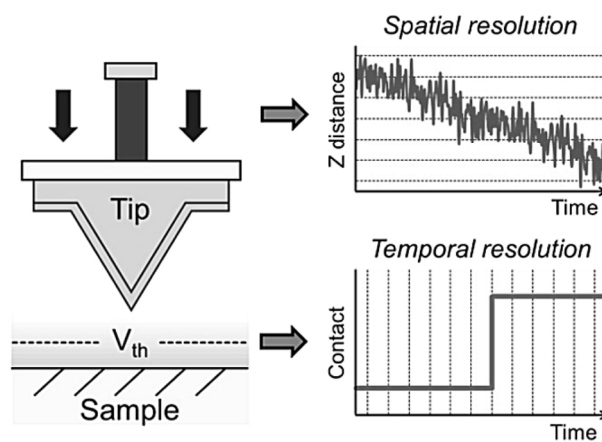 Spatial resolution
Z distance
Time
Tip
Temporal resolution
Contact
Time
Vth
Sample